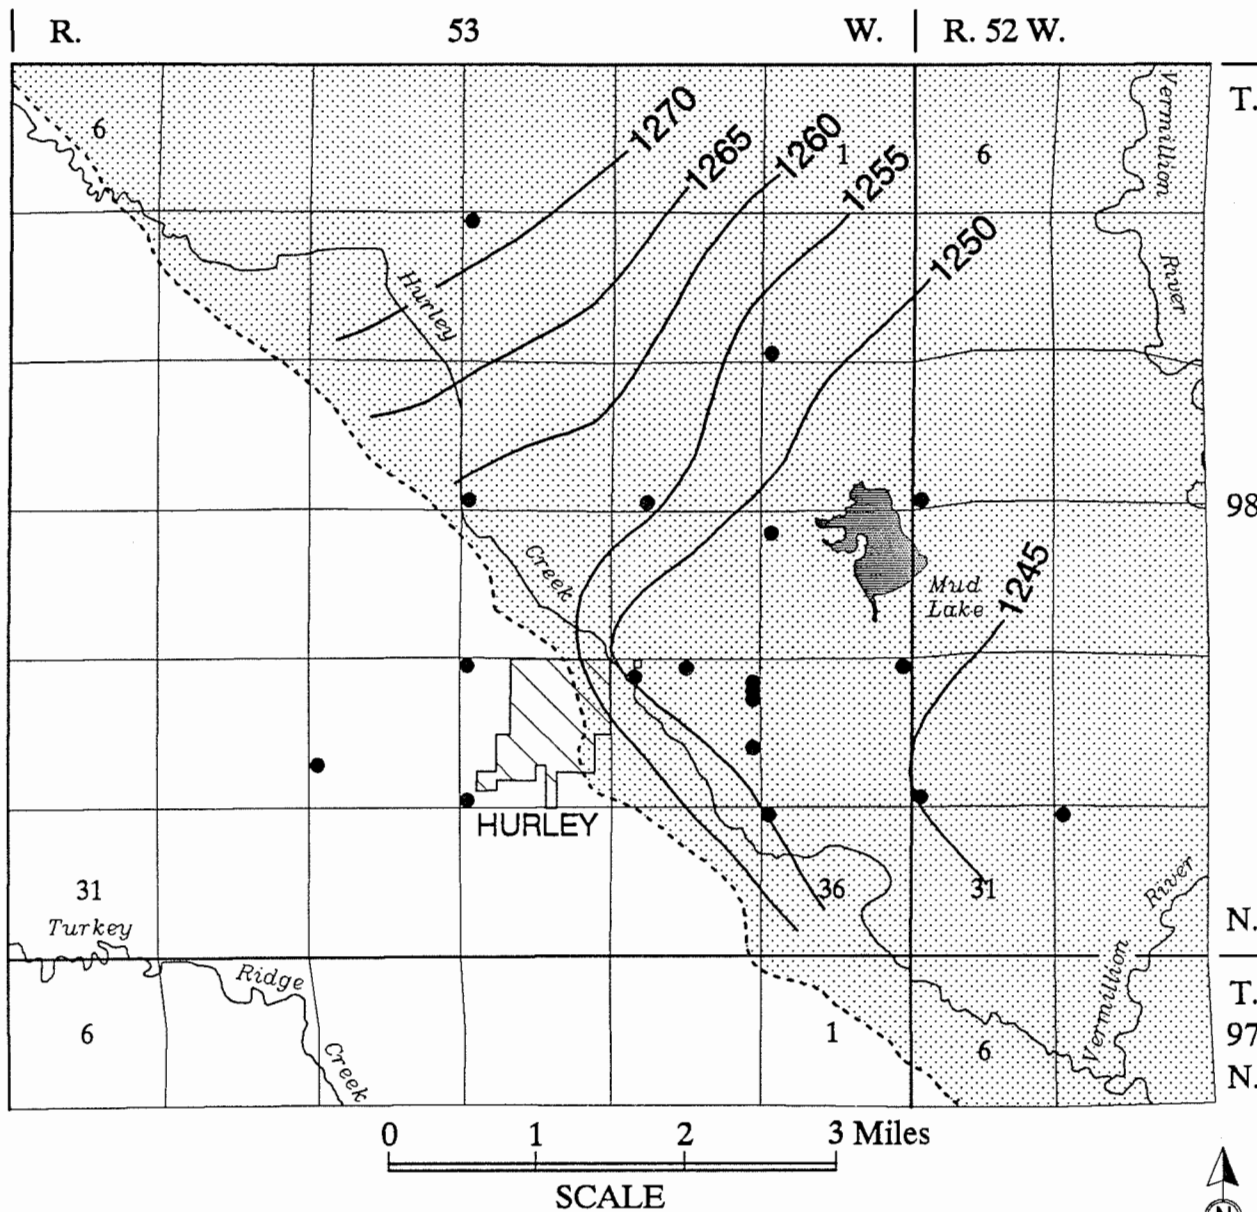 R. 53 W. R. 52 W.
T.
6
1270
1265
1260
1
1255
6
Vermillion
River
1250
Hurley
Creek
98
Mud
Lake
1245
HURLEY
31
36
31
River
Turkey
Ridge
Creek
Vermillion
N.
T.
97
N.
6
1
6
0 1 2 3 Miles
SCALE
N